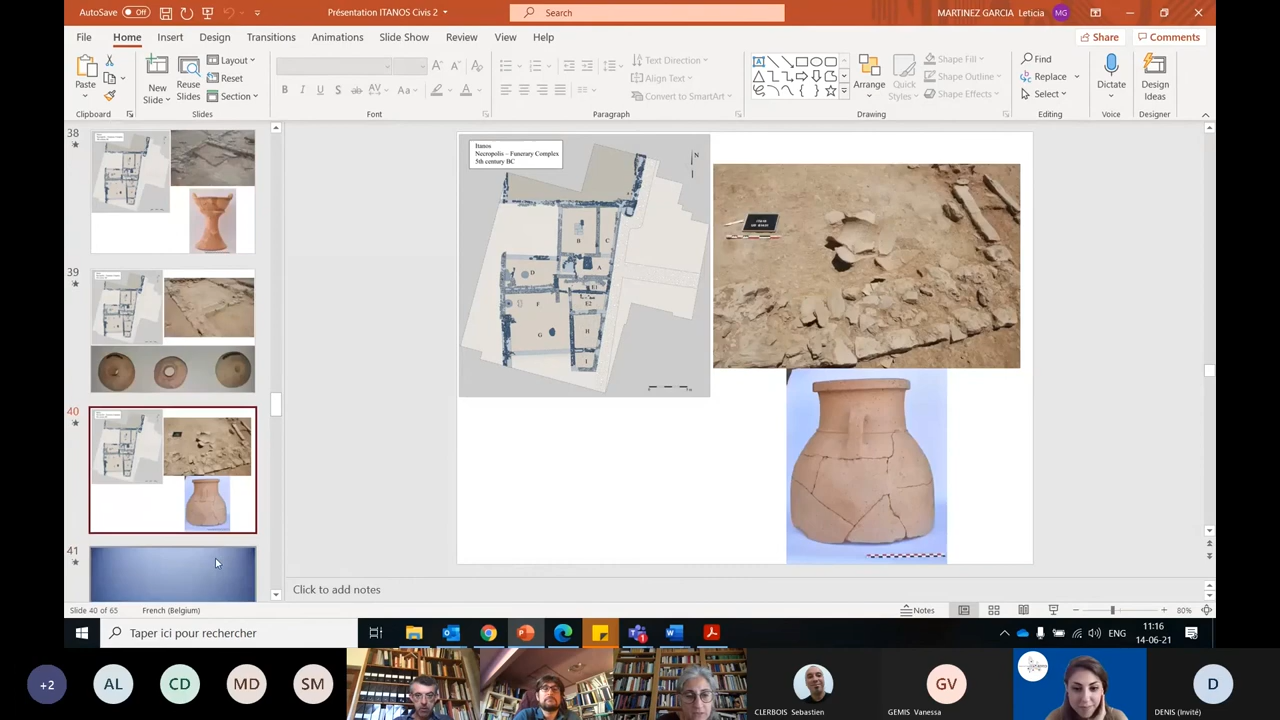 AutoSave
Off
Présentation ITANOS Civis 2
Search
MARTINEZ GARCIA Leticia
MG
File
Home
Insert
Design
Transitions
Animations
Slide Show
Review
View
Help
Share
Comments
Paste
New
Slide
Reuse
Slides
Layout
Reset
Section
Text Direction
Align Text
Convert to SmartArt
Arrange
Quick
Styles
Shape Fill
Shape Outline
Shape Effects
Find
Replace
Select
Dictate
Design
Ideas
Clipboard
Slides
Font
Paragraph
Drawing
Editing
Voice
Designer
38
39
40
41
Itanos
Necropolis – Funerary Complex
5th century BC
N
B
C
A
D
E1
F
E2
G
H
I
Click to add notes
Slide 40 of 65
French (Belgium)
Notes
80%
Taper ici pour rechercher
ENG
11:16
14-06-21
+2
AL
CD
MD
SM
CLERBOIS Sebastien
GV
GEMIS Vanessa
D
DENIS (Invité)